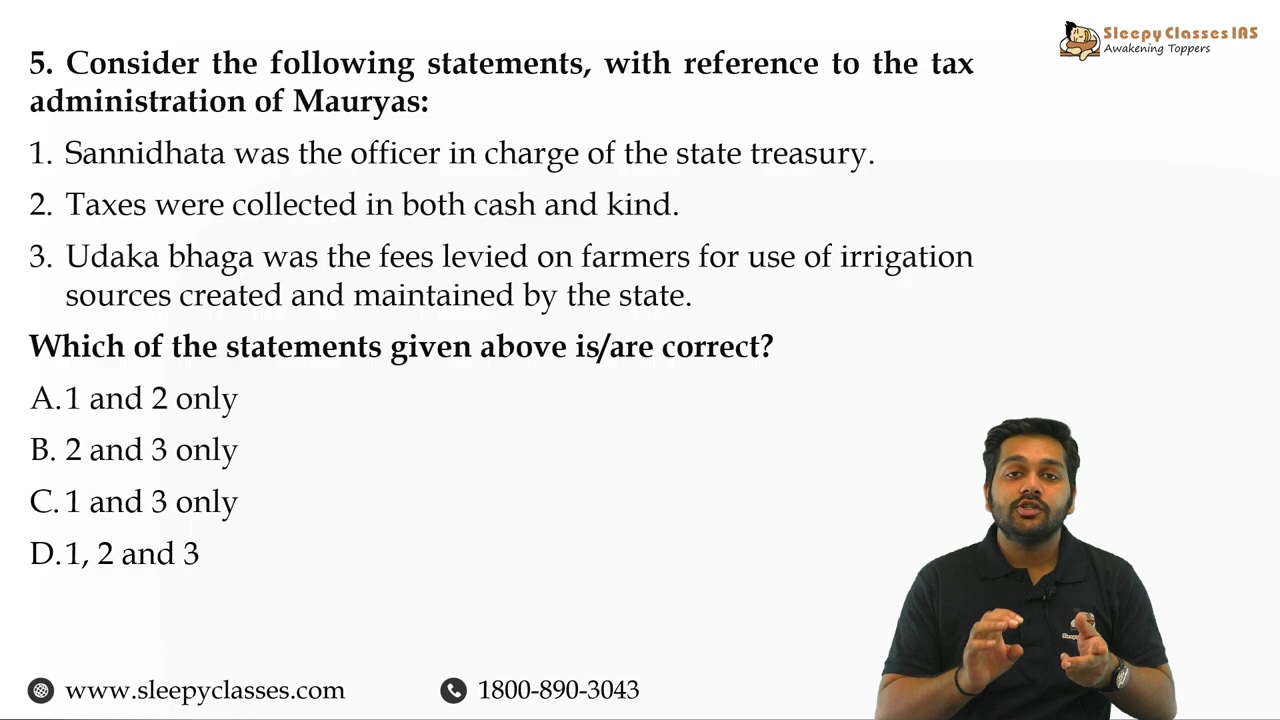 Sleepy Classes IAS
Awakening Toppers
5. Consider the following statements, with reference to the tax
administration of Mauryas:
1. Sannidhata was the officer in charge of the state treasury.
2. Taxes were collected in both cash and kind.
3. Udaka bhaga was the fees levied on farmers for use of irrigation
sources created and maintained by the state.
Which of the statements given above is/are correct?
A. 1 and 2 only
B. 2 and 3 only
C. 1 and 3 only
D. 1, 2 and 3
www.sleepyclasses.com
1800-890-3043